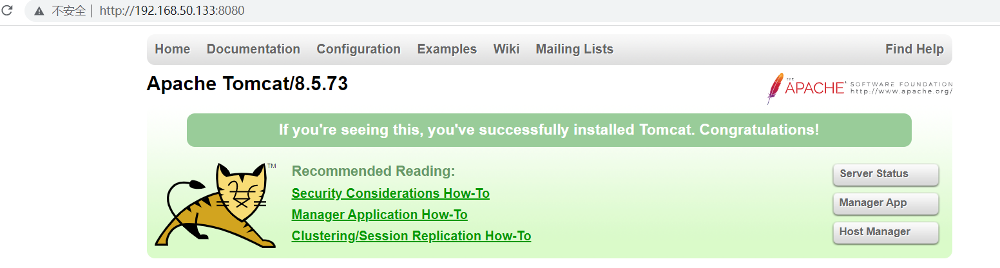 不安全 | http://192.168.50.133:8080
Home Documentation Configuration Examples Wiki Mailing Lists Find Help
Apache Tomcat/8.5.73
THE
APACHE® SOFTWARE FOUNDATION
http://www.apache.org/
If you're seeing this, you've successfully installed Tomcat. Congratulations!
TM
Recommended Reading:
Security Considerations How-To
Manager Application How-To
Clustering/Session Replication How-To
Server Status
Manager App
Host Manager